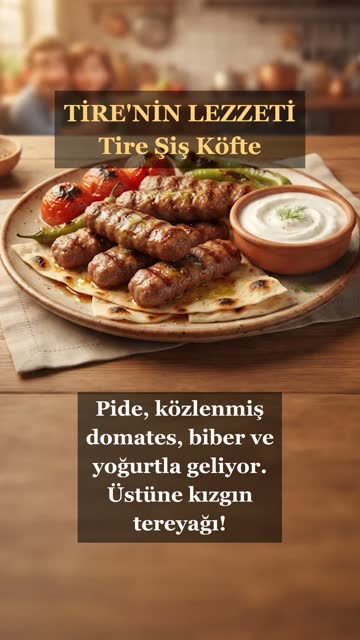 TİRE'NİN LEZZETİ
Tire Şiş Köfte
Pide, közlenmiş
domates, biber ve
yoğurtla geliyor.
Üstüne kızgın
tereyağı!